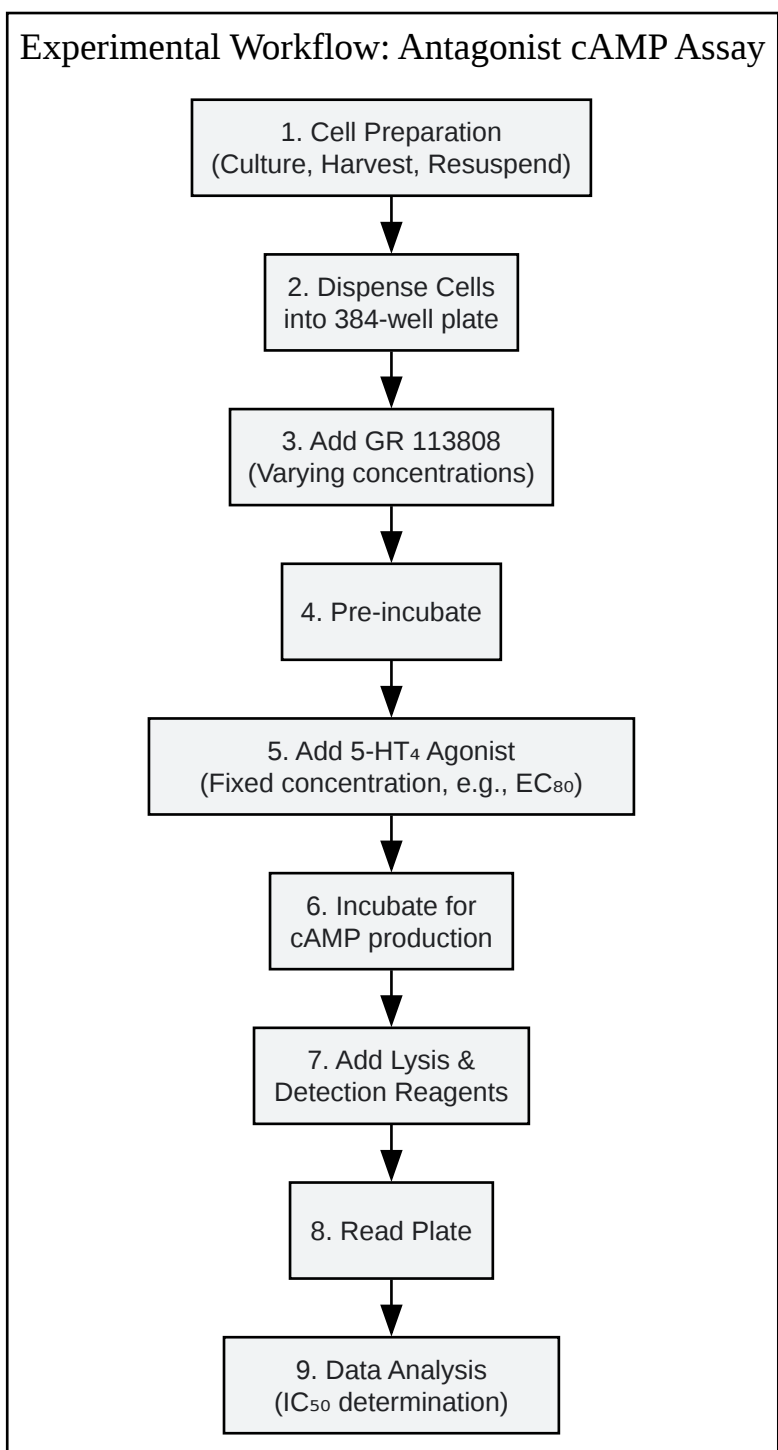 Experimental Workflow: Antagonist cAMP Assay
1. Cell Preparation
(Culture, Harvest, Resuspend)
2. Dispense Cells
into 384-well plate
3. Add GR 113808
(Varying concentrations)
4. Pre-incubate
5. Add 5-HT₄ Agonist
(Fixed concentration, e.g., EC₈₀)
6. Incubate for
cAMP production
7. Add Lysis &
Detection Reagents
8. Read Plate
9. Data Analysis
(IC₅₀ determination)